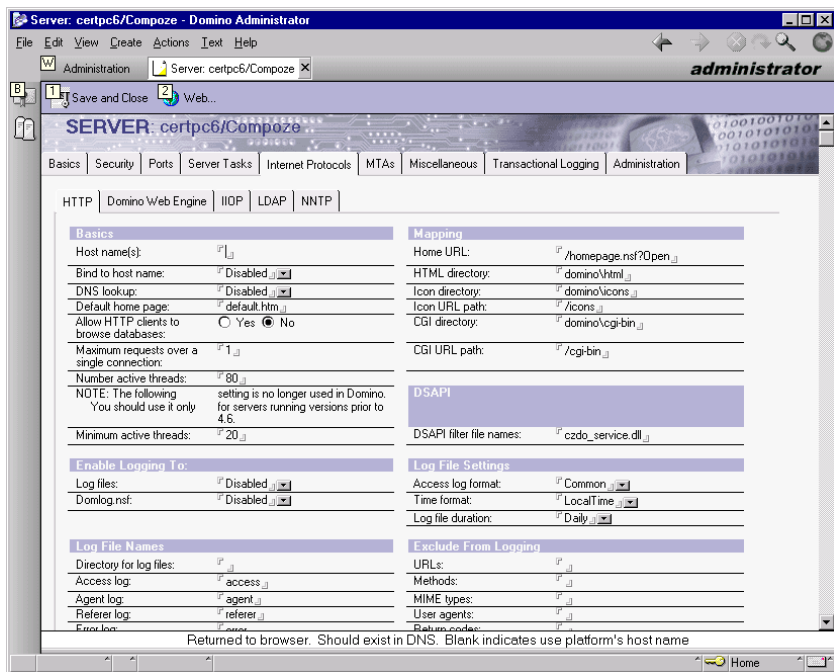 Server: certpc6/Compoze - Domino Administrator
File Edit View Create Actions Text Help
W Administration Server: certpc6/Compoze
administrator
B 1 Save and Close 2 Web...
SERVER: certpc6/Compoze
Basics Security Ports Server Tasks Internet Protocols MTAs Miscellaneous Transactional Logging Administration
HTTP Domino Web Engine IIOP LDAP NNTP
Basics
Host name(s):
Bind to host name: Disabled
DNS lookup: Disabled
Default home page: default.htm
Allow HTTP clients to Yes No
browse databases:
Maximum requests over a 1
single connection:
Number active threads: 80
NOTE: The following setting is no longer used in Domino.
You should use it only for servers running versions prior to
4.6.
Minimum active threads: 20
Mapping
Home URL: /homepage.nsf?Open
HTML directory: domino\html
Icon directory: domino\icons
Icon URL path: /icons
CGI directory: domino\cgi-bin
CGI URL path: /cgi-bin
DSAPI
DSAPI filter file names: czdo_service.dll
Enable Logging To:
Log files: Disabled
Domlog.nsf: Disabled
Log File Settings
Access log format: Common
Time format: LocalTime
Log file duration: Daily
Log File Names
Directory for log files:
Access log: access
Agent log: agent
Referer log: referer
Error log: error
Exclude From Logging
URLs:
Methods:
MIME types:
User agents:
Return codes:
Returned to browser. Should exist in DNS. Blank indicates use platform's host name
Home